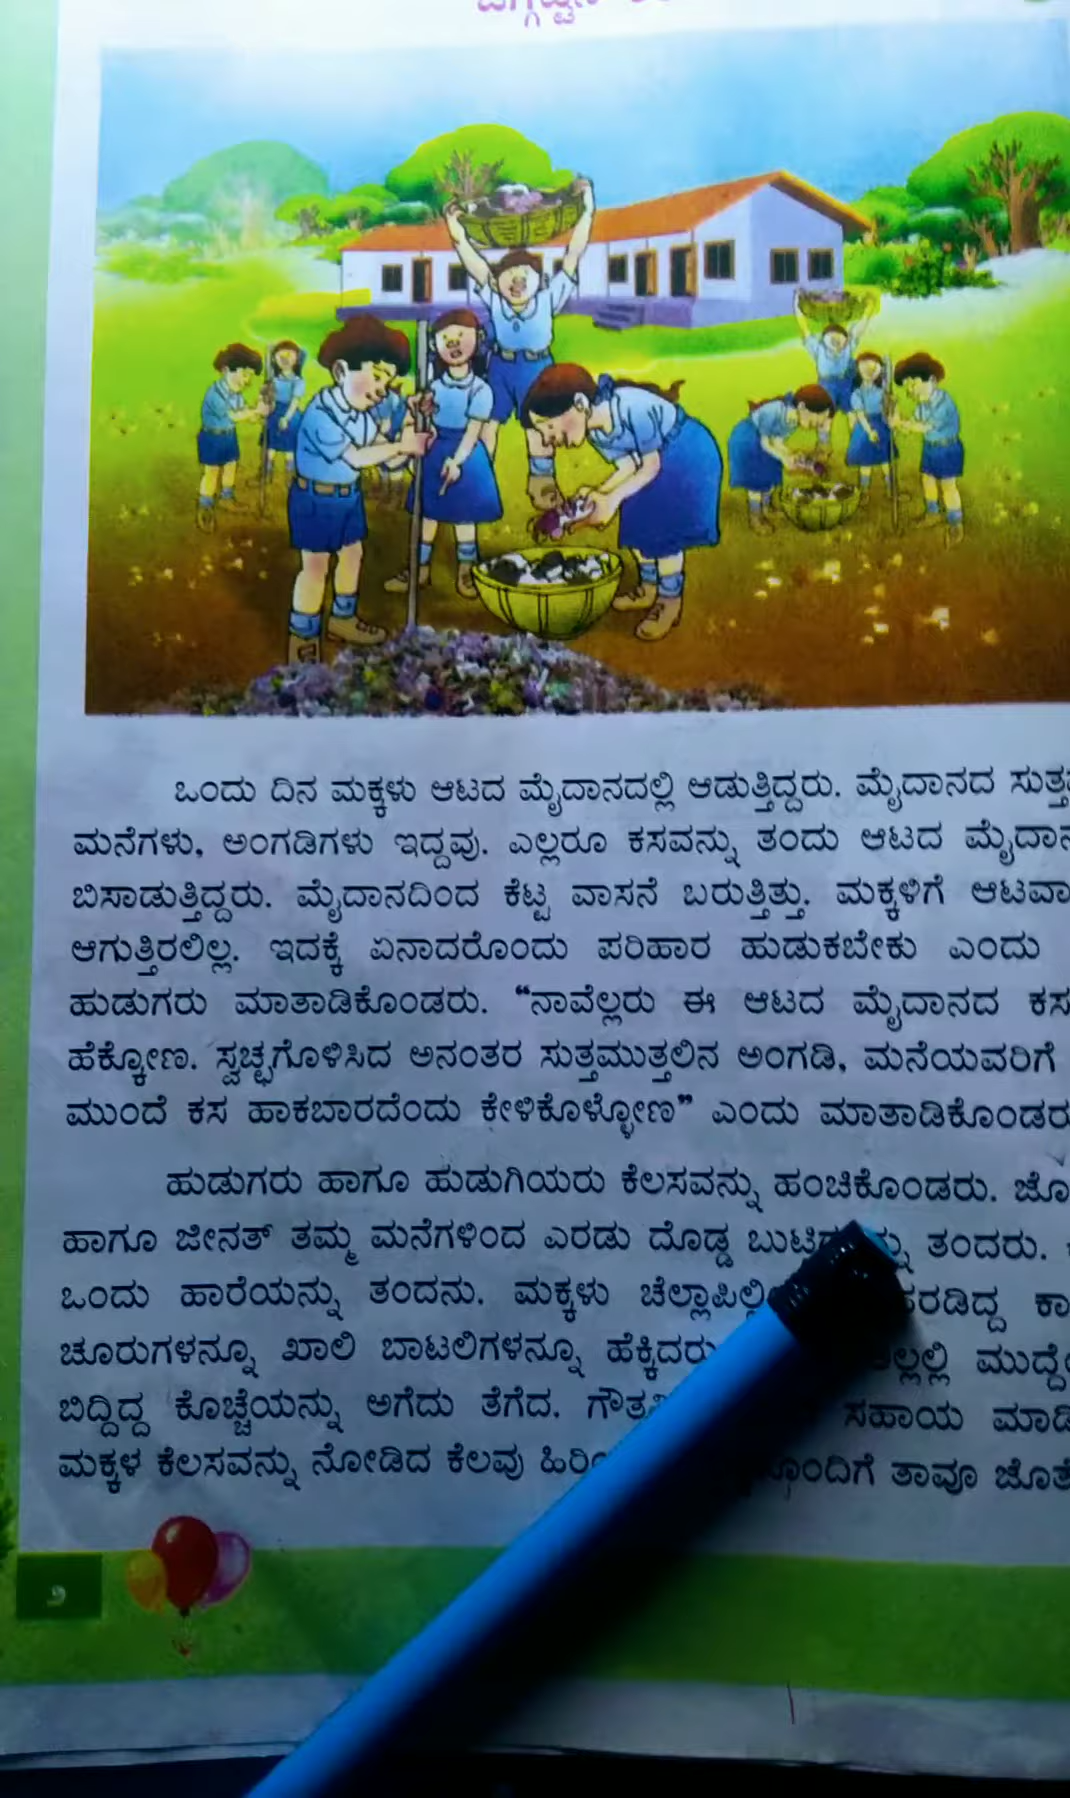 ಒಂದು ದಿನ ಮಕ್ಕಳು ಆಟದ ಮೈದಾನದಲ್ಲಿ ಆಡುತ್ತಿದ್ದರು. ಮೈದಾನದ
ಮನೆಗಳು, ಅಂಗಡಿಗಳು ಇದ್ದವು. ಎಲ್ಲರೂ ಕಸವನ್ನು ತಂದು ಆಟದ
ಬಿಸಾಡುತ್ತಿದ್ದರು. ಮೈದಾನದಿಂದ ಕೆಟ್ಟ ವಾಸನೆ ಬರುತ್ತಿತ್ತು. ಮಕ್ಕಳಿಗೆ
ಆಗುತ್ತಿರಲಿಲ್ಲ. ಇದಕ್ಕೆ ಏನಾದರೊಂದು ಪರಿಹಾರ ಹುಡುಕಬೇಕು ಎಂದು
ಹುಡುಗರು ಮಾತಾಡಿಕೊಂಡರು. “ನಾವೆಲ್ಲರು ಈ ಆಟದ ಮೈದಾನದ
ಹೆಕ್ಕೋಣ. ಸ್ವಚ್ಛಗೊಳಿಸಿದ ಅನಂತರ ಸುತ್ತಮುತ್ತಲಿನ ಅಂಗಡಿ, ಮನೆಯವರಿಗೆ
ಮುಂದೆ ಕಸ ಹಾಕಬಾರದೆಂದು ಕೇಳಿಕೊಳ್ಳೋಣ” ಎಂದು
ಹುಡುಗರು ಹಾಗೂ ಹುಡುಗಿಯರು ಕೆಲಸವನ್ನು ಹಂಚಿಕೊಂಡರು.
ಹಾಗೂ ಜೀನತ್ ತಮ್ಮ ಮನೆಗಳಿಂದ ಎರಡು ದೊಡ್ಡ ತಂದರು.
ಒಂದು ಹಾರೆಯನ್ನು ತಂದನು. ಮಕ್ಕಳು
ಚೂರುಗಳನ್ನೂ ಖಾಲಿ ಬಾಟಲಿಗಳನ್ನೂ ಹೆಕ್ಕಿದರು
ಬಿದ್ದಿದ್ದ ಕೊಚ್ಚೆಯನ್ನು ಅಗೆದು ತೆಗೆದ. ಸಹಾಯ
ಮಕ್ಕಳ ಕೆಲಸವನ್ನು ನೋಡಿದ ಕೆಲವು ತಾವೂ
೨